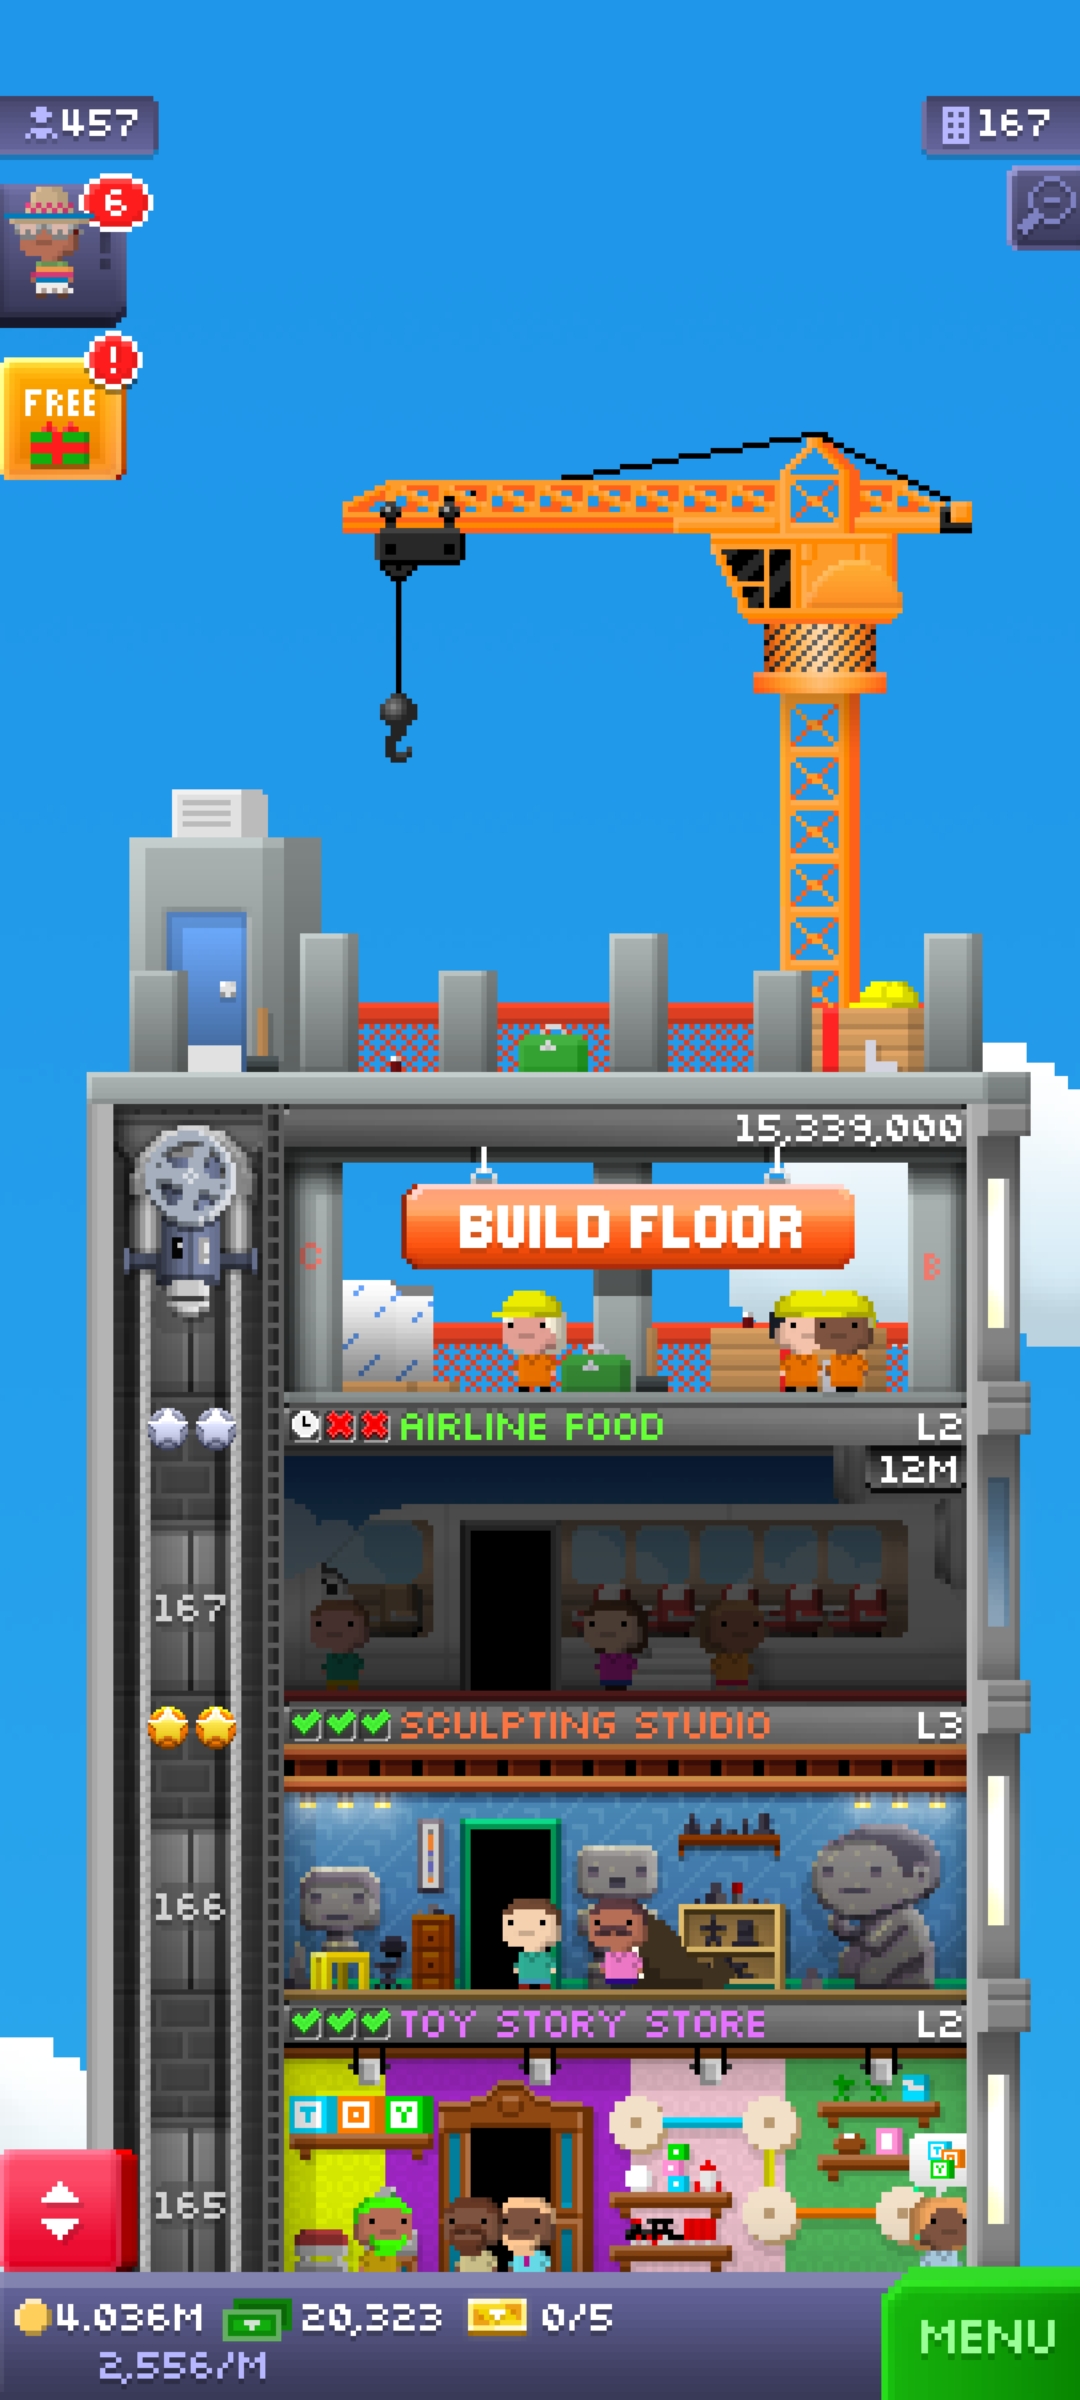 457
167
6
!
FREE
15,339,000
BUILD FLOOR
C
B
AIRLINE FOOD L2
12M
167
SCULPTING STUDIO L3
166
TOY STORY STORE L2
T O Y
T
Y
165
4.036M 20,323 0/5
2,556/M
MENU